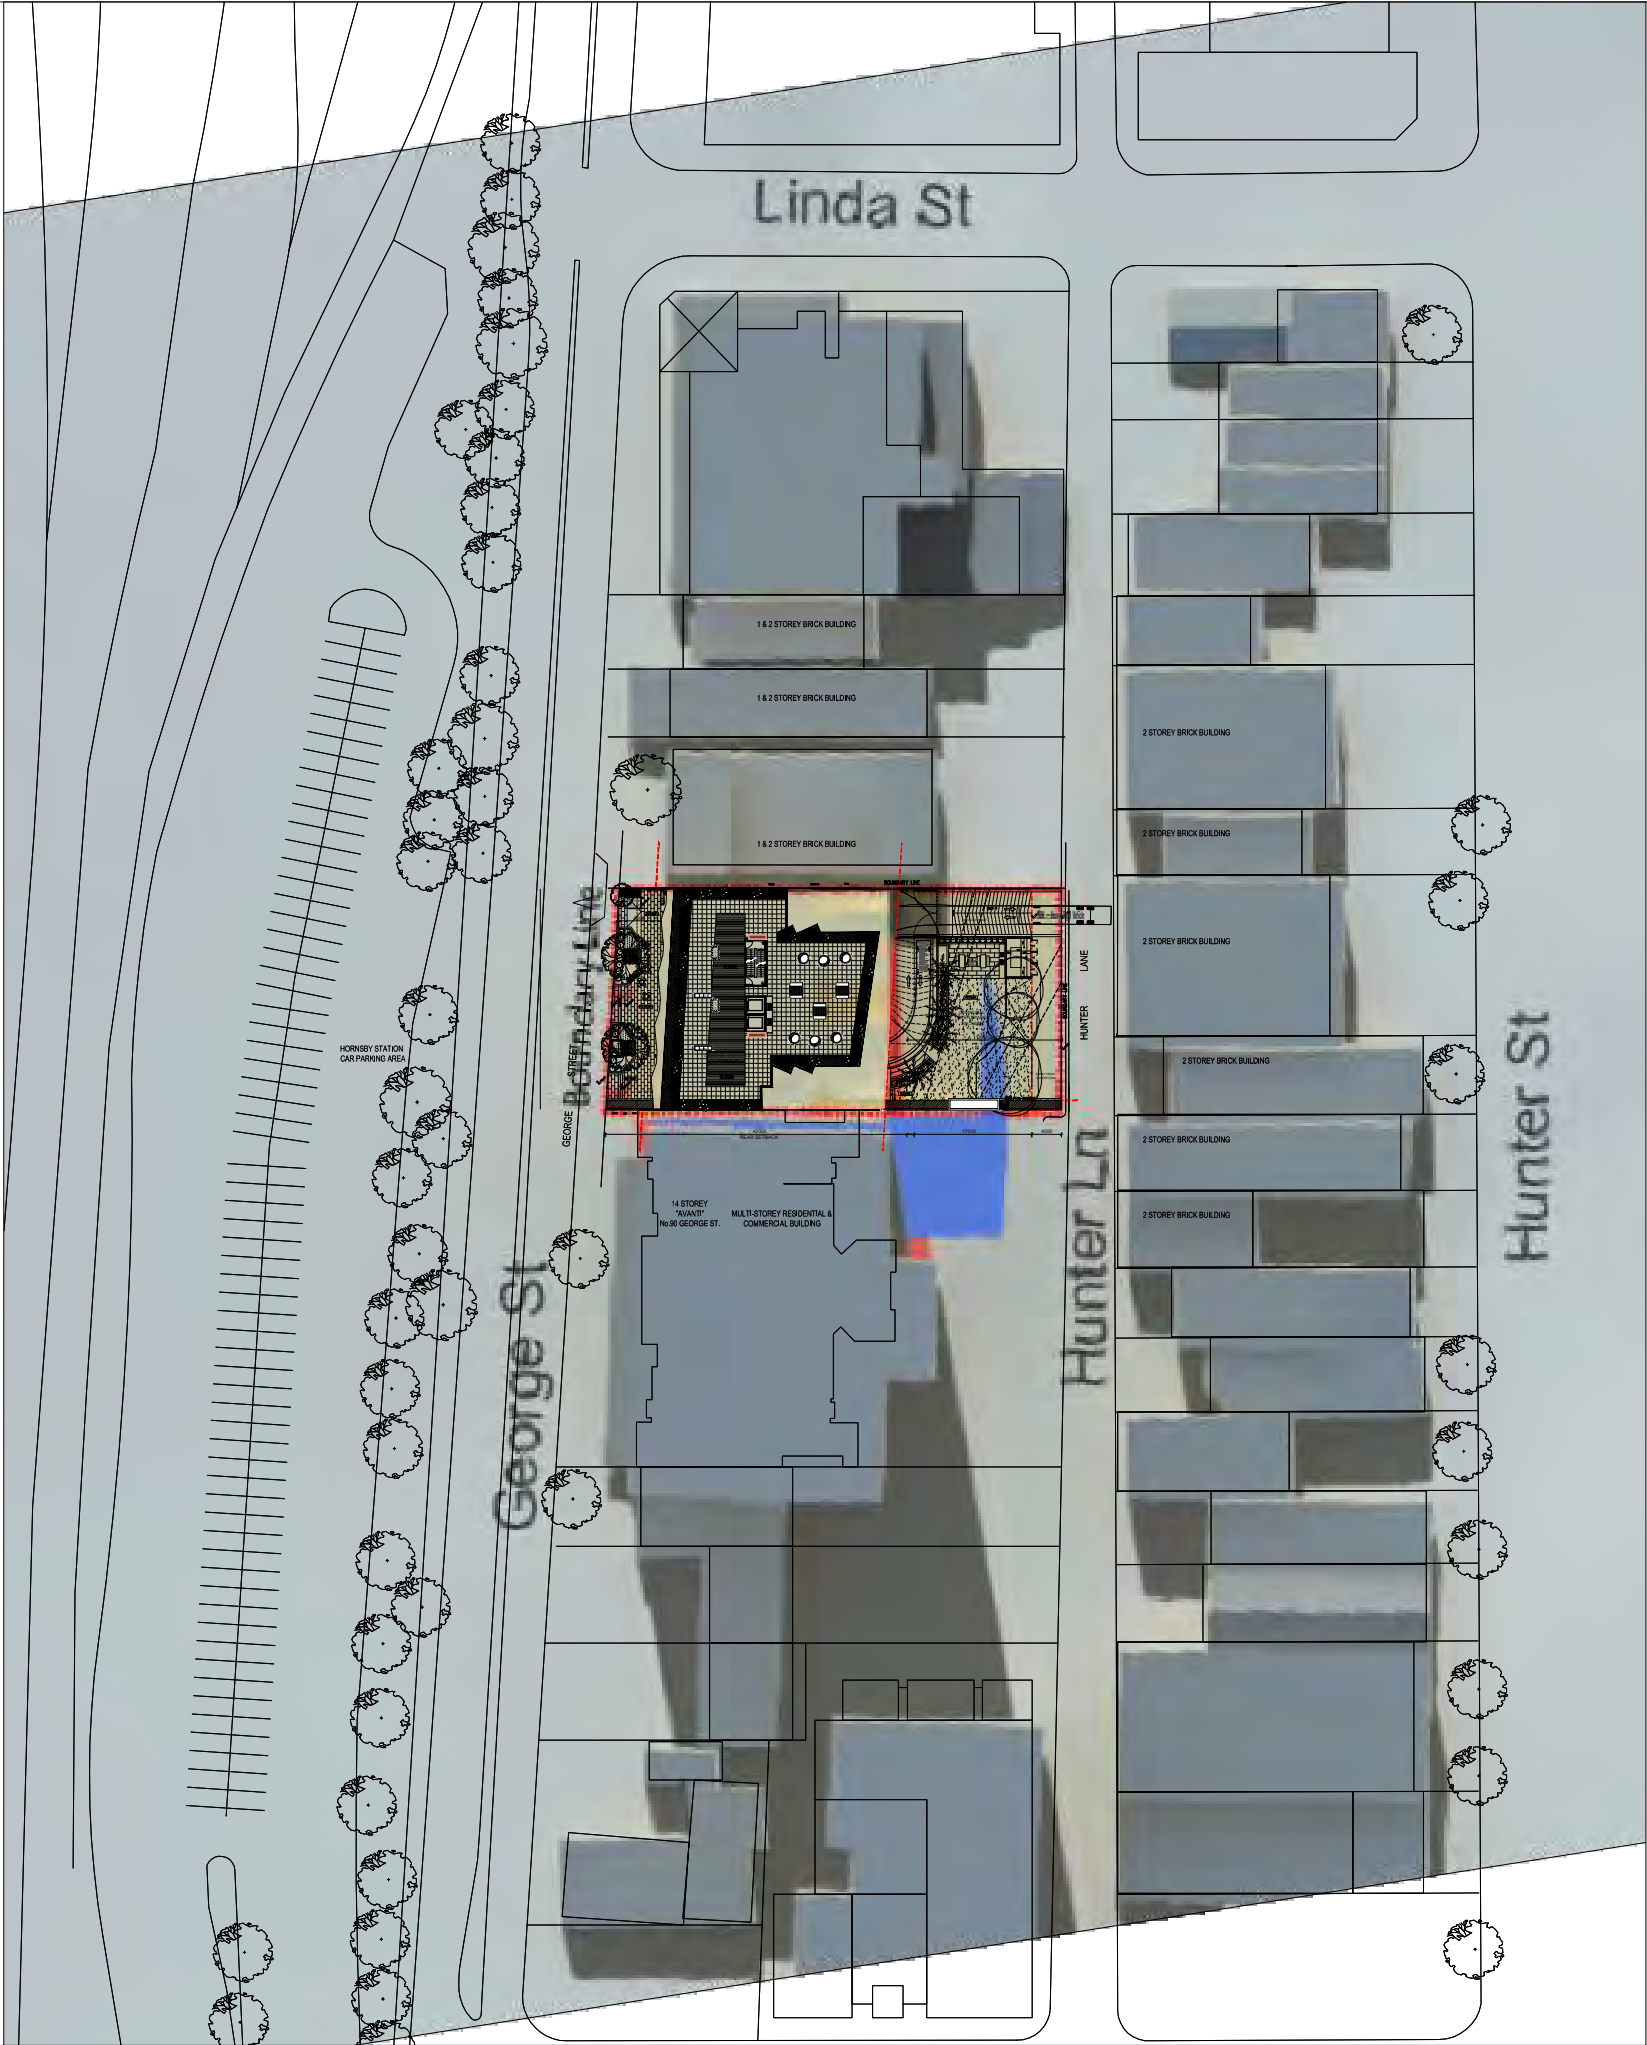 Linda St
1 & 2 STOREY BRICK BUILDING
1 & 2 STOREY BRICK BUILDING
2 STOREY BRICK BUILDING
2 STOREY BRICK BUILDING
1 & 2 STOREY BRICK BUILDING
BOUNDARY LINE
Boundary Line
2 STOREY BRICK BUILDING
HUNTER LANE
HORNSBY STATION
CAR PARKING AREA
GEORGE STREET
2 STOREY BRICK BUILDING
REAR SETBACK
2 STOREY BRICK BUILDING
14 STOREY
"AVANTI"
No.90 GEORGE ST.
MULTI-STOREY RESIDENTIAL &
COMMERCIAL BUILDING
2 STOREY BRICK BUILDING
George St
Hunter Ln
Hunter St